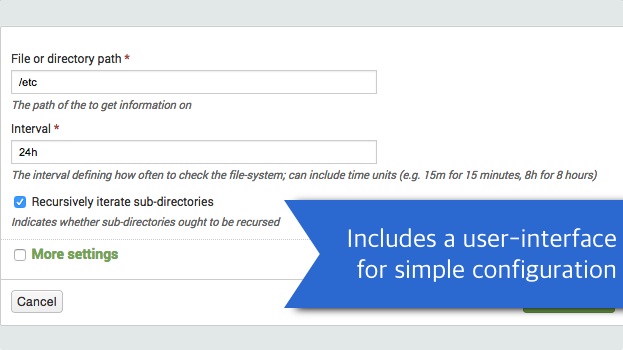 File or directory path *
/etc
The path of the to get information on
Interval *
24h
The interval defining how often to check the file-system; can include time units (e.g. 15m for 15 minutes, 8h for 8 hours)
Recursively iterate sub-directories
Indicates whether sub-directories ought to be recursed
Includes a user-interface
for simple configuration
More settings
Cancel